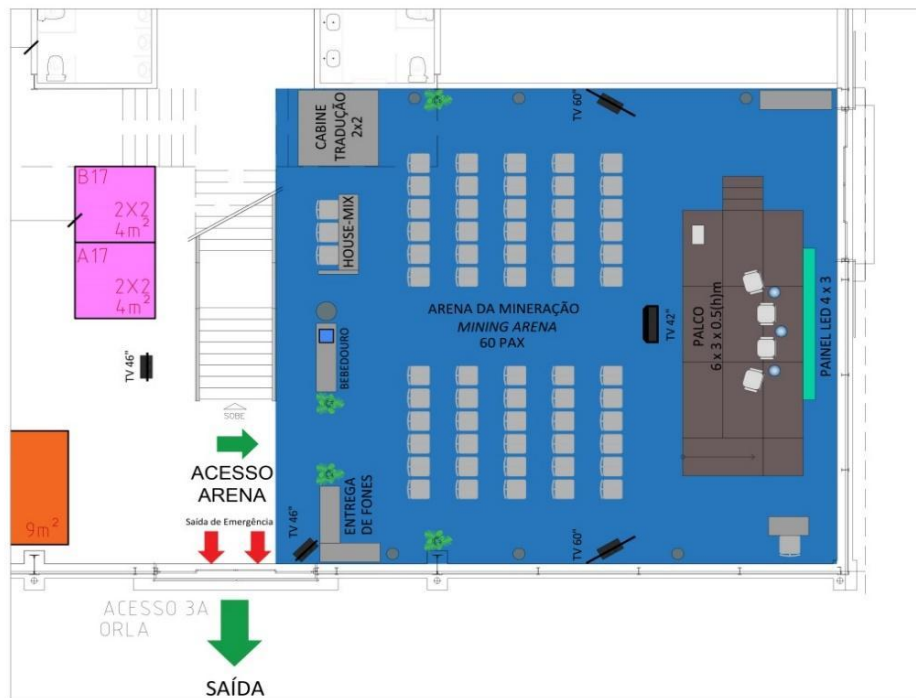 CABINE
TRADUÇÃO
2x2
TV 60"
B17
2X2
4m²
A17
2X2
4m²
HOUSE-MIX
ARENA DA MINERAÇÃO
MINING ARENA
60 PAX
TV 42"
PALCO
6 x 3 x 0.5(h)m
PAINEL LED 4 x 3
TV 46"
BEBEDOURO
SOBE
ACESSO
ARENA
Saída de Emergência
9m²
TV 46"
ENTREGA
DE FONES
TV 60"
ACESSO 3A
ORLA
SAÍDA